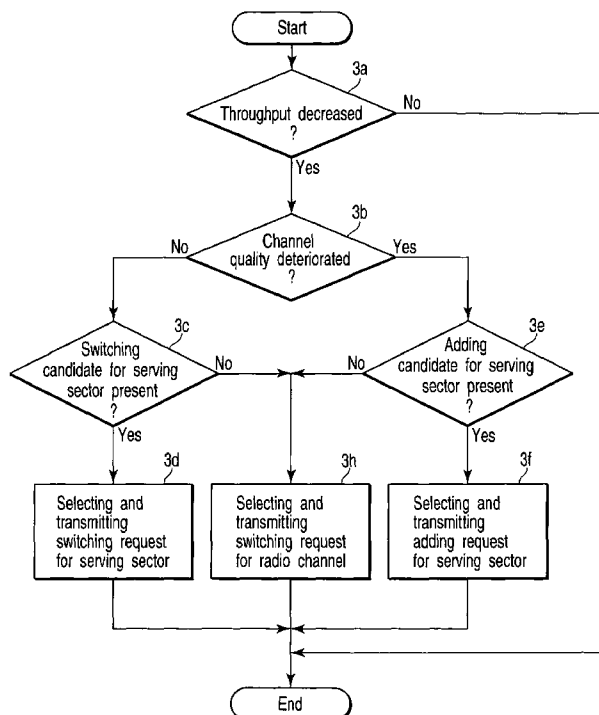 Start
3a
Throughput decreased
?
No
Yes
3b
Channel
quality deteriorated
?
No
Yes
3c
Switching
candidate for serving
sector present
?
No
Yes
3e
Adding
candidate for serving
sector present
?
No
Yes
3d
Selecting and
transmitting
switching request
for serving sector
3h
Selecting and
transmitting
switching request
for radio channel
3f
Selecting and
transmitting
adding request
for serving sector
End